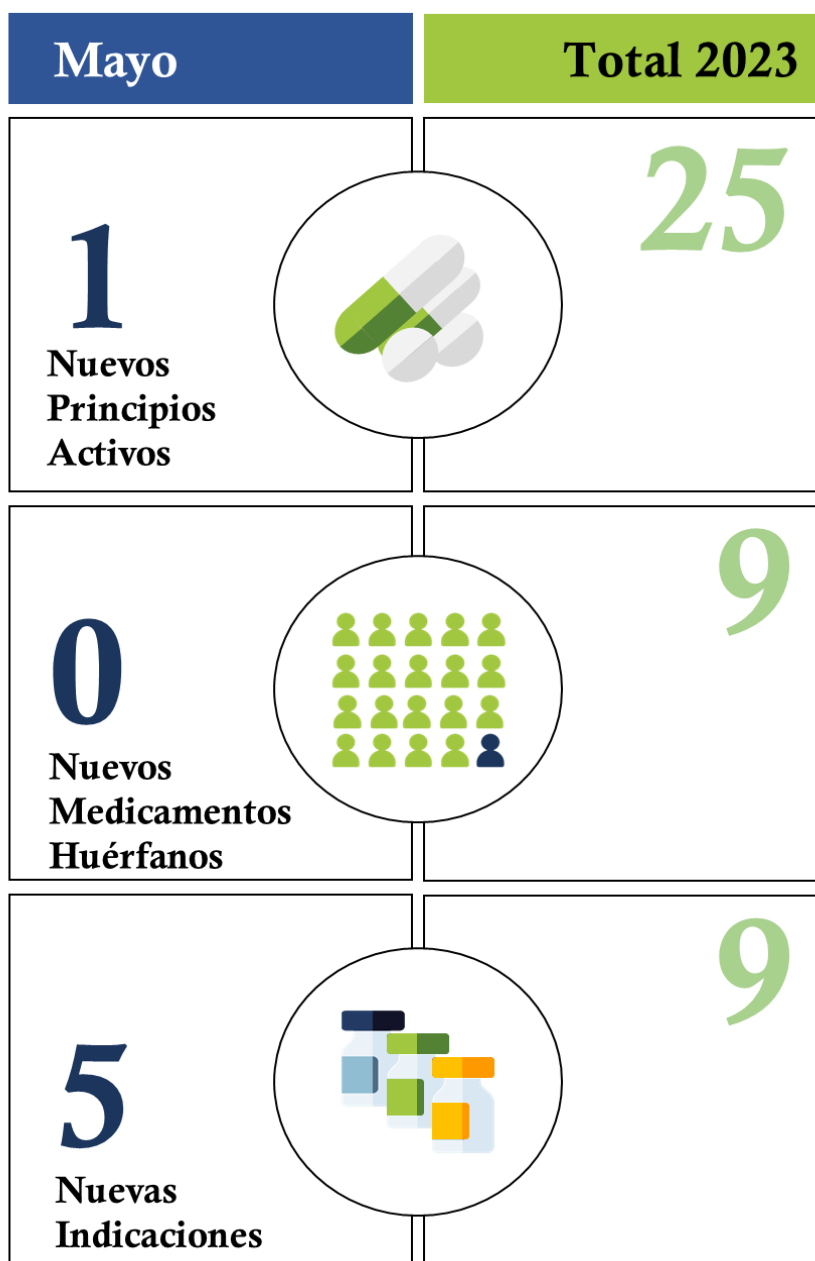 Mayo
Total 2023
1
25
Nuevos
Principios
Activos
0
9
Nuevos
Medicamentos
Huérfanos
5
9
Nuevas
Indicaciones